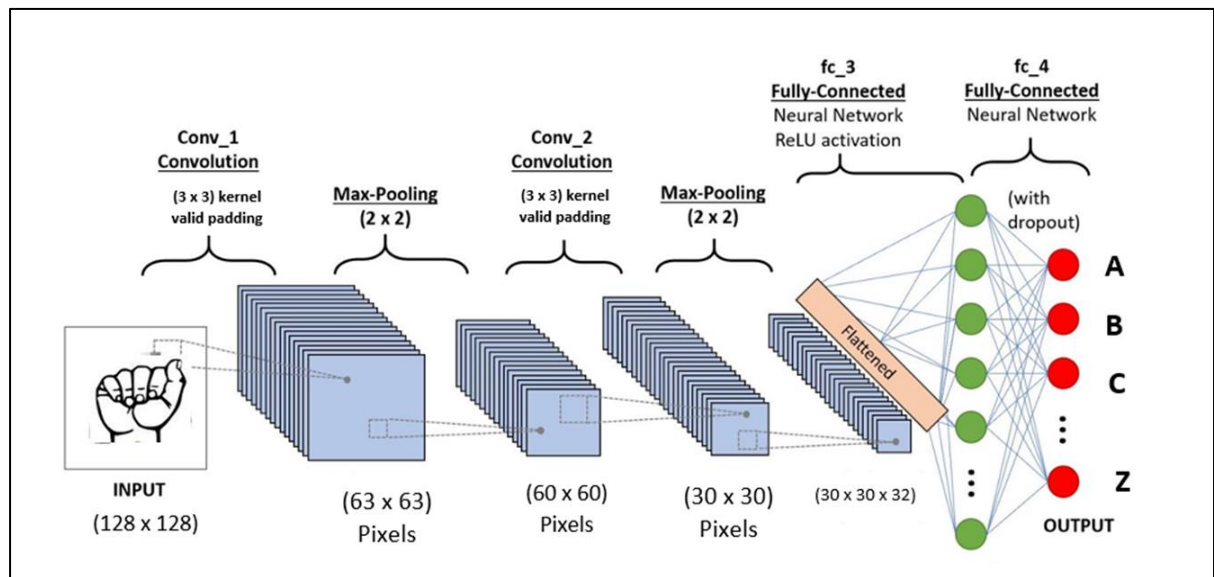 Conv_1
Convolution
(3 x 3) kernel
valid padding
Max-Pooling
(2 x 2)
Conv_2
Convolution
(3 x 3) kernel
valid padding
Max-Pooling
(2 x 2)
fc_3
Fully-Connected
Neural Network
ReLU activation
fc_4
Fully-Connected
Neural Network
(with
dropout)
INPUT
(128 x 128)
(63 x 63)
Pixels
(60 x 60)
Pixels
(30 x 30)
Pixels
(30 x 30 x 32)
Flattened
A
B
C
Z
OUTPUT